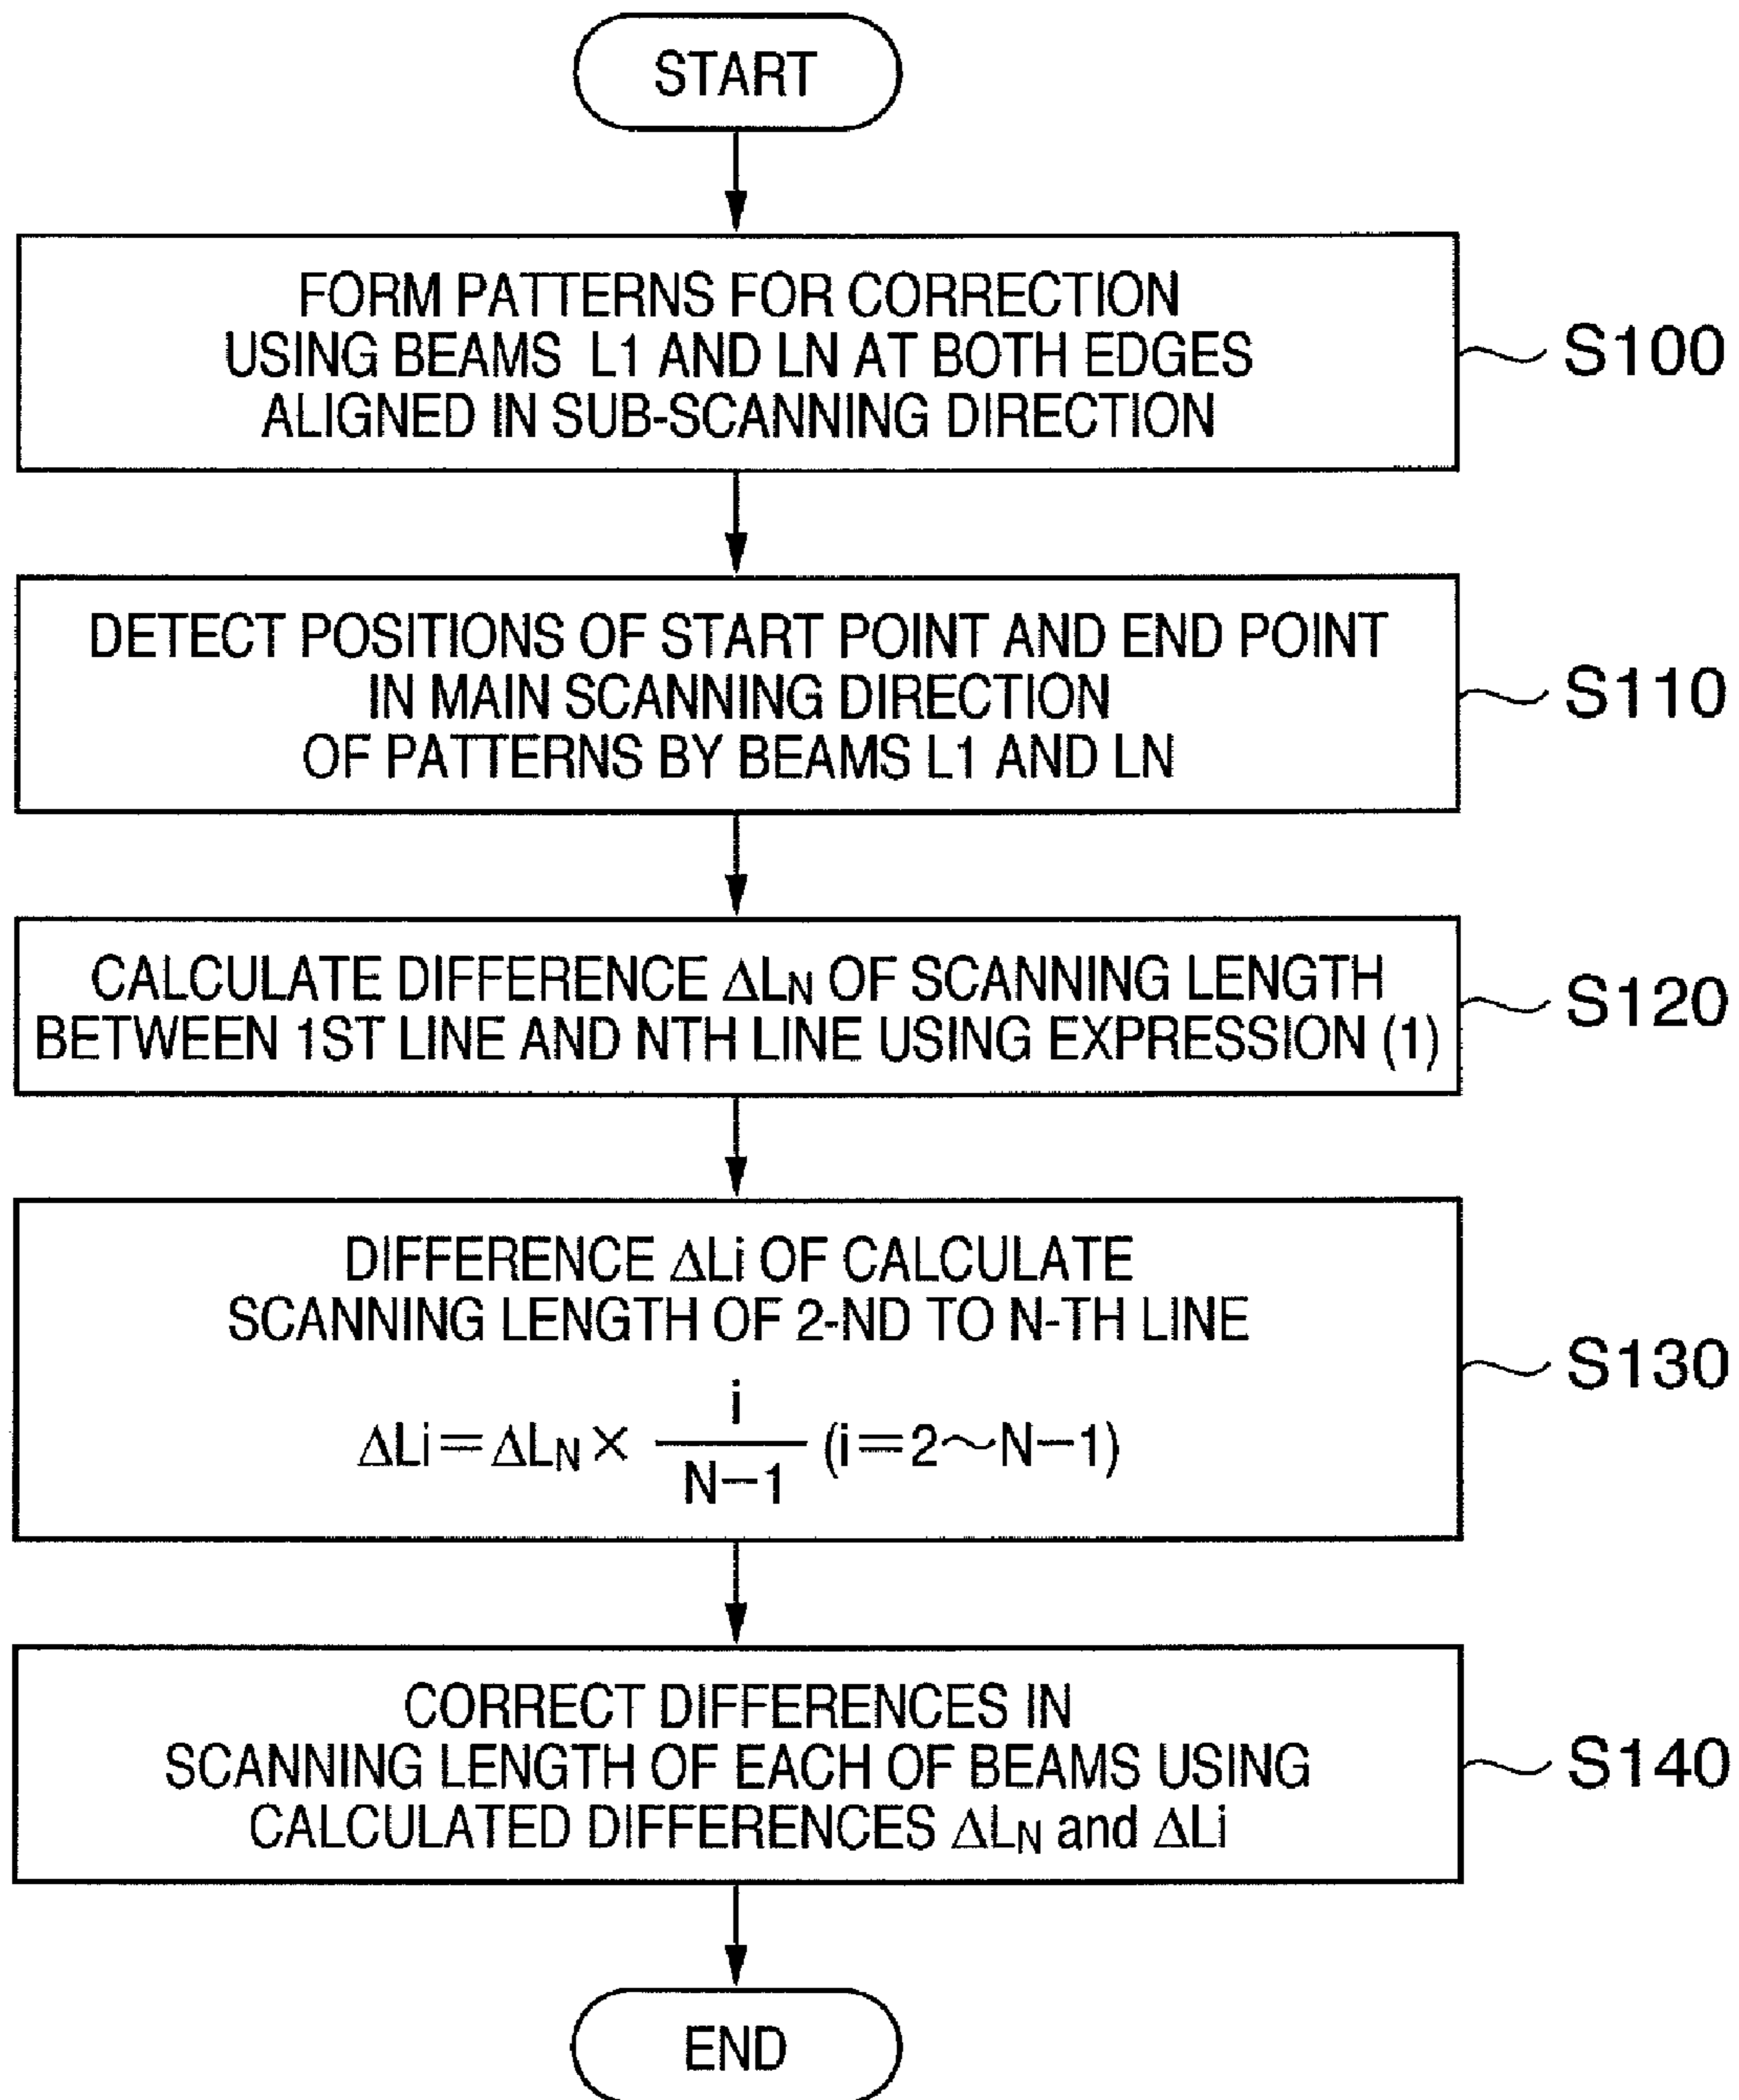 START
FORM PATTERNS FOR CORRECTION
USING BEAMS L1 AND LN AT BOTH EDGES
ALIGNED IN SUB-SCANNING DIRECTION
S100
DETECT POSITIONS OF START POINT AND END POINT
IN MAIN SCANNING DIRECTION
OF PATTERNS BY BEAMS L1 AND LN
S110
CALCULATE DIFFERENCE ΔLN OF SCANNING LENGTH
BETWEEN 1ST LINE AND NTH LINE USING EXPRESSION (1)
S120
DIFFERENCE ΔLi OF CALCULATE
SCANNING LENGTH OF 2-ND TO N-TH LINE
ΔLi=ΔLN× i/N−1 (i=2~N−1)
S130
CORRECT DIFFERENCES IN
SCANNING LENGTH OF EACH OF BEAMS USING
CALCULATED DIFFERENCES ΔLN and ΔLi
S140
END